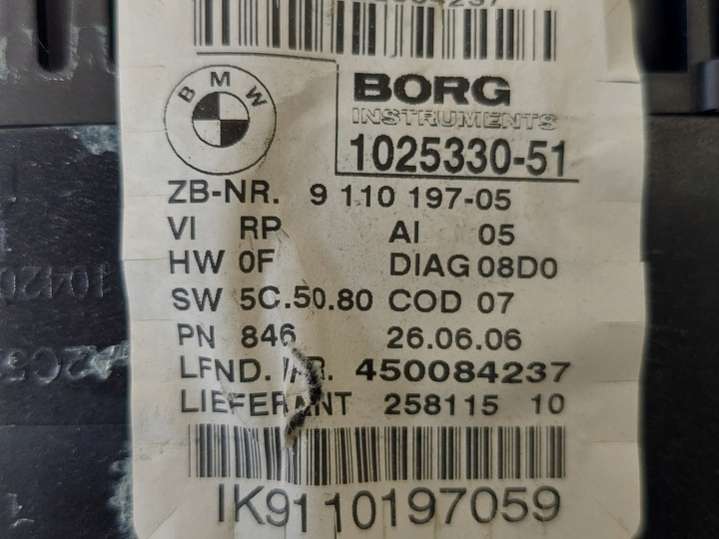 BMW
BORG
INSTRUMENTS
1025330-51
ZB-NR. 9 110 197-05
VI RP AI 05
HW 0F DIAG 08D0
SW 5C.50.80 COD 07
PN 846 26.06.06
LFND. 450084237
LIEFERANT 258115 10
IK9110197059